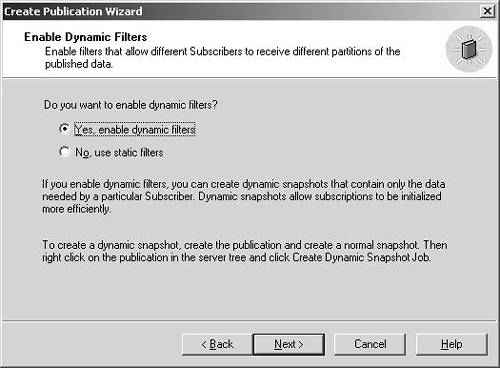 Create Publication Wizard
Enable Dynamic Filters
Enable filters that allow different Subscribers to receive different partitions of the
published data.
Do you want to enable dynamic filters?
Yes, enable dynamic filters
No, use static filters
If you enable dynamic filters, you can create dynamic snapshots that contain only the data
needed by a particular Subscriber. Dynamic snapshots allow subscriptions to be initialized
more efficiently.
To create a dynamic snapshot, create the publication and create a normal snapshot. Then
right click on the publication in the server tree and click Create Dynamic Snapshot Job.
< Back Next > Cancel Help